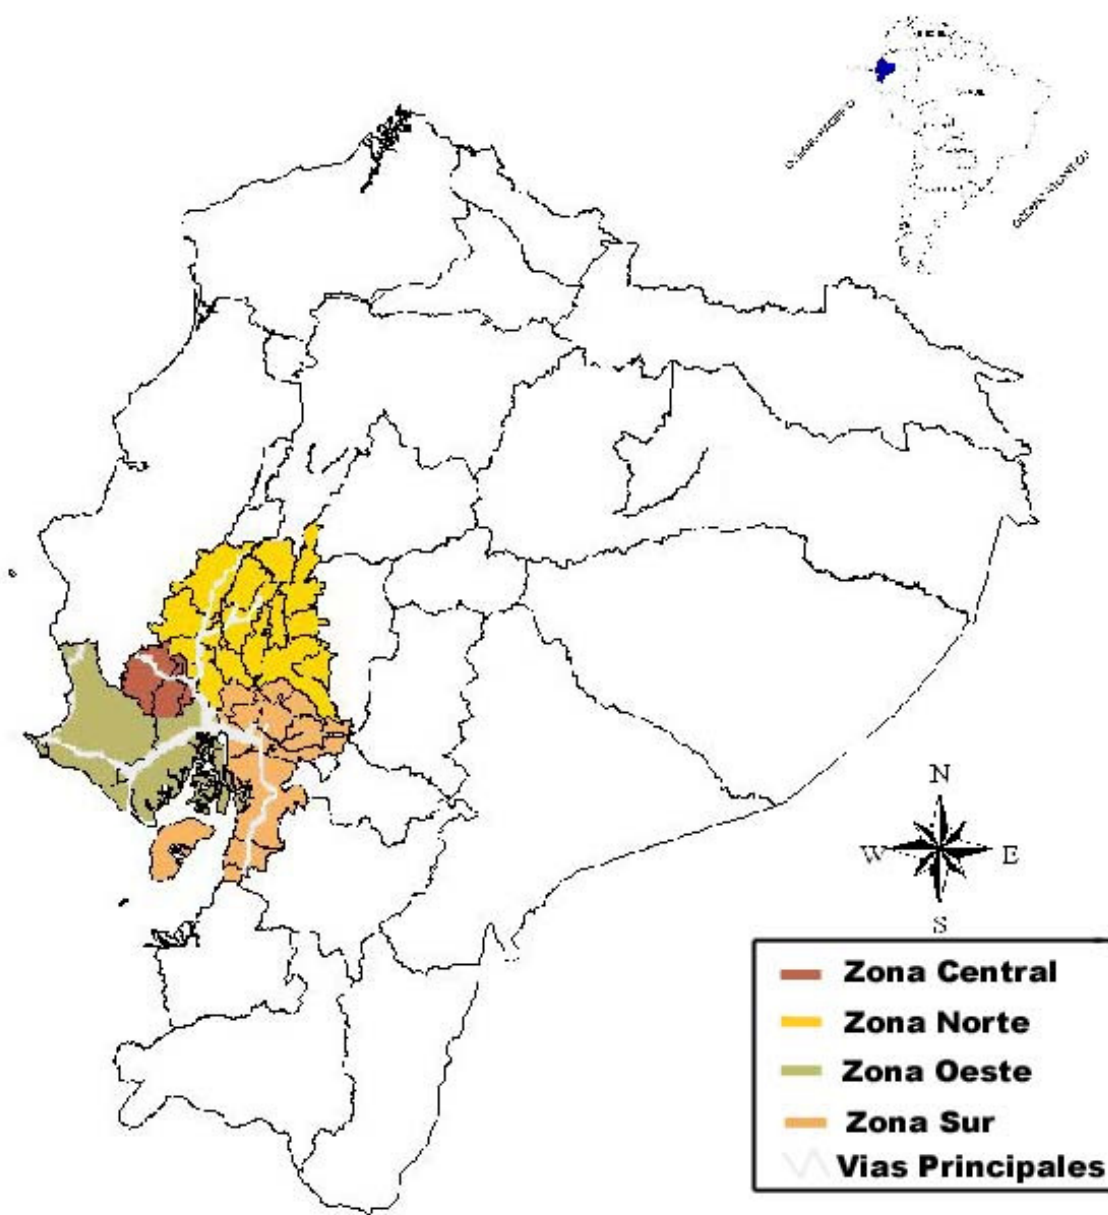 N
W
E
S
Zona Central
Zona Norte
Zona Oeste
Zona Sur
Vias Principales